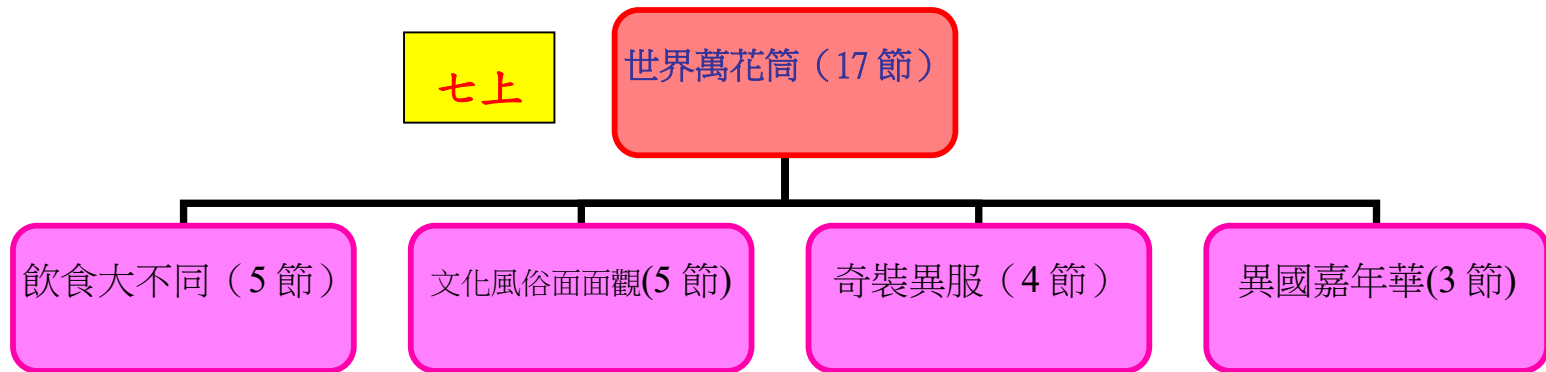 七上
世界萬花筒（17 節）
飲食大不同（5 節）
文化風俗面面觀(5 節)
奇裝異服（4 節）
異國嘉年華(3 節)